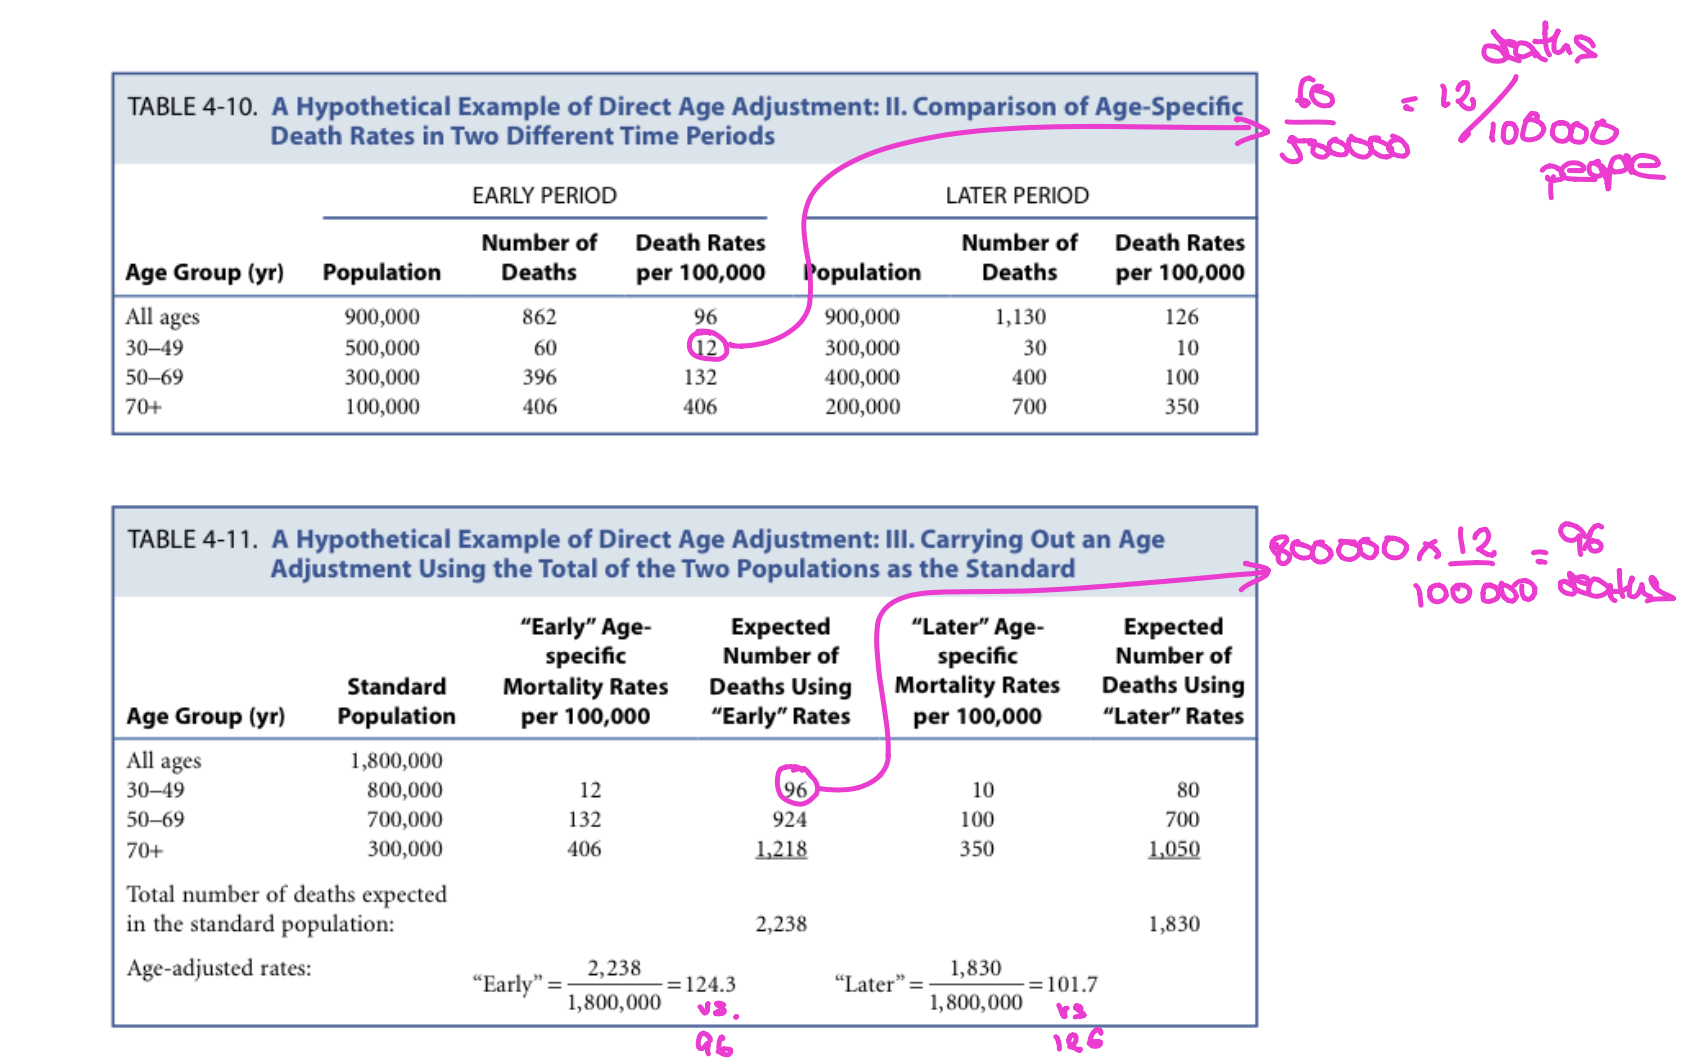 deaths
60
500000
= 12/100000
people
TABLE 4-10. A Hypothetical Example of Direct Age Adjustment: II. Comparison of Age-Specific
Death Rates in Two Different Time Periods
EARLY PERIOD LATER PERIOD
Number of Death Rates Number of Death Rates
Age Group (yr) Population Deaths per 100,000 Population Deaths per 100,000
All ages 900,000 862 96 900,000 1,130 126
30–49 500,000 60 12 300,000 30 10
50–69 300,000 396 132 400,000 400 100
70+ 100,000 406 406 200,000 700 350
TABLE 4-11. A Hypothetical Example of Direct Age Adjustment: III. Carrying Out an Age
Adjustment Using the Total of the Two Populations as the Standard
800000 × 12 = 96
100000 deaths
“Early” Age- Expected “Later” Age- Expected
specific Number of specific Number of
Standard Mortality Rates Deaths Using Mortality Rates Deaths Using
Age Group (yr) Population per 100,000 “Early” Rates per 100,000 “Later” Rates
All ages 1,800,000
30–49 800,000 12 96 10 80
50–69 700,000 132 924 100 700
70+ 300,000 406 1,218 350 1,050
Total number of deaths expected
in the standard population: 2,238 1,830
Age-adjusted rates:
“Early” = 2,238 / 1,800,000 = 124.3 “Later” = 1,830 / 1,800,000 = 101.7
vs. vs
96 126